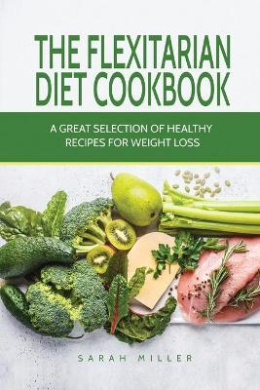 THE FLEXITARIAN
DIET COOKBOOK
A GREAT SELECTION OF HEALTHY
RECIPES FOR WEIGHT LOSS
SARAH MILLER